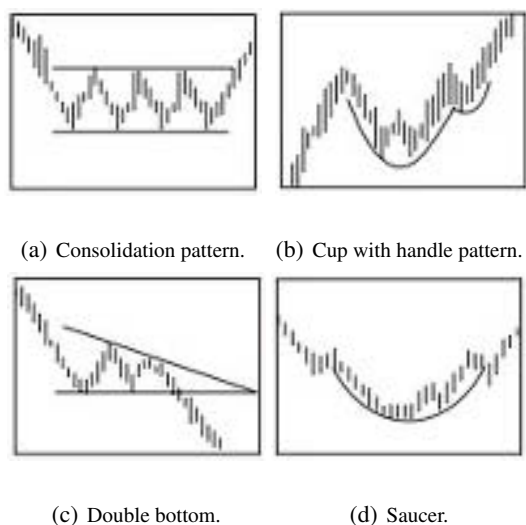 (a) Consolidation pattern.
(b) Cup with handle pattern.
(c) Double bottom.
(d) Saucer.